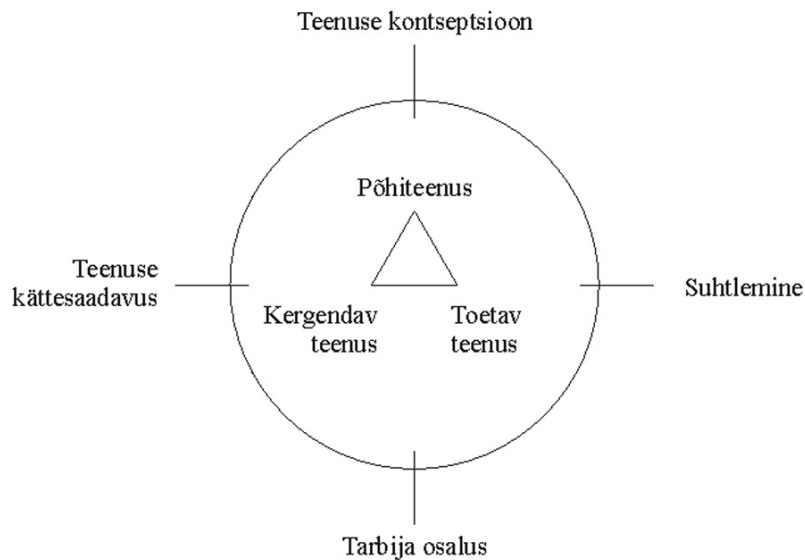 Teenuse kontseptsioon
Põhiteenus
Teenuse
kättesaadavus
Suhtlemine
Kergendav
teenus
Toetav
teenus
Tarbija osalus